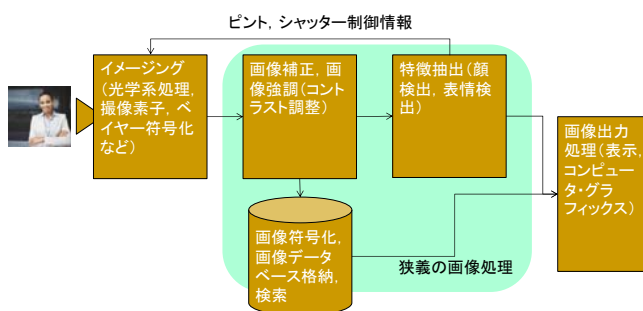 ピント，シャッター制御情報
イメージング
（光学系処理，
撮像素子，ベ
イヤー符号化
など）
画像補正，画
像強調（コント
ラスト調整）
特徴抽出（顔
検出，表情検
出）
画像出力
処理（表示，
コンピュー
タ・グラ
フィックス）
画像符号化，
画像データ
ベース格納，
検索
狭義の画像処理